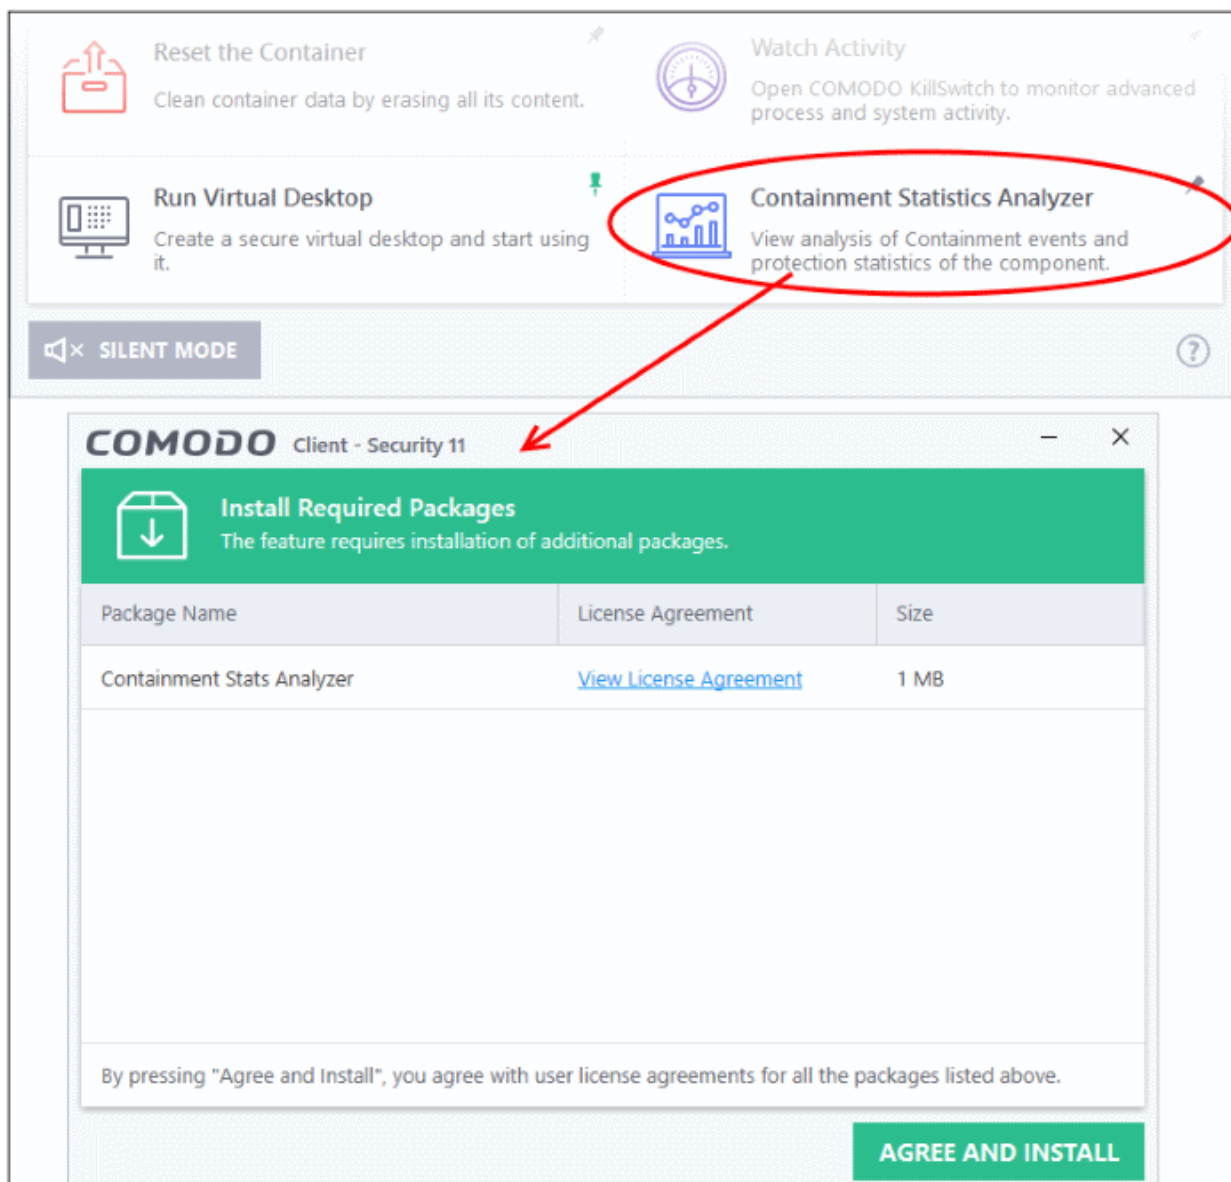 Reset the Container
Clean container data by erasing all its content.
Watch Activity
Open COMODO KillSwitch to monitor advanced
process and system activity.
Run Virtual Desktop
Create a secure virtual desktop and start using
it.
Containment Statistics Analyzer
View analysis of Containment events and
protection statistics of the component.
SILENT MODE
?
COMODO Client - Security 11
Install Required Packages
The feature requires installation of additional packages.
Package Name License Agreement Size
Containment Stats Analyzer View License Agreement 1 MB
By pressing "Agree and Install", you agree with user license agreements for all the packages listed above.
AGREE AND INSTALL